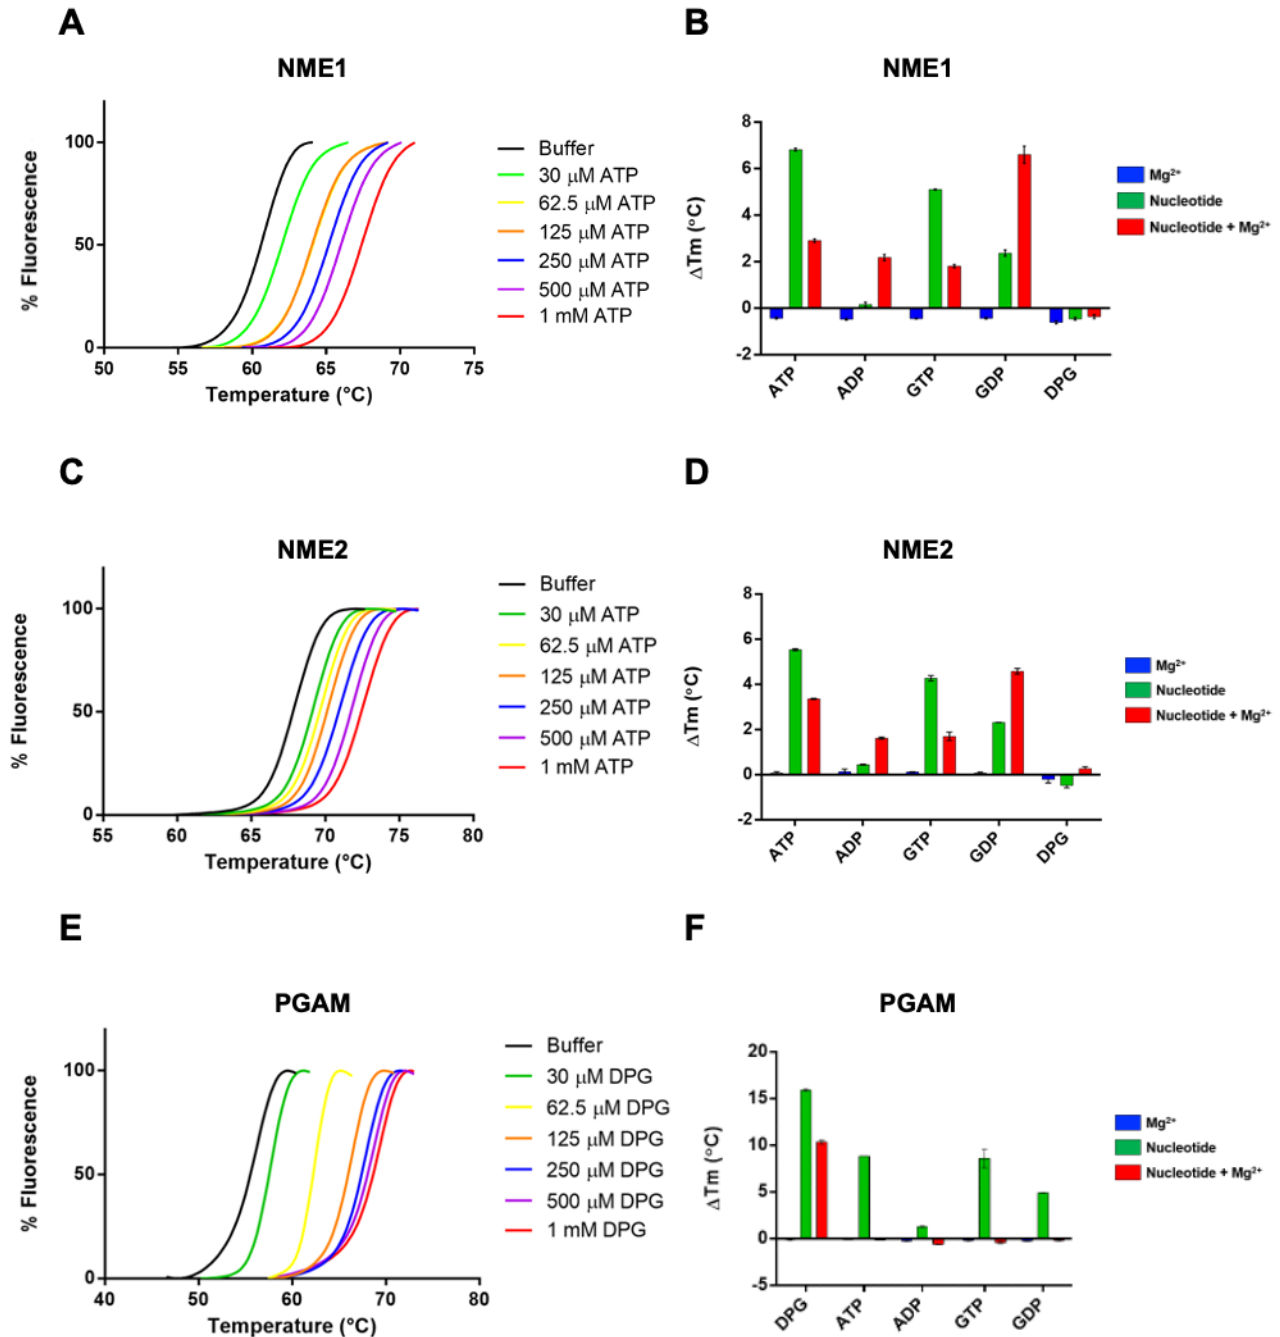 A
NME1
% Fluorescence
100
50
0
50 55 60 65 70 75
Temperature (°C)
Buffer
30 µM ATP
62.5 µM ATP
125 µM ATP
250 µM ATP
500 µM ATP
1 mM ATP
B
NME1
ΔTm (°C)
8
6
4
2
0
-2
ATP ADP GTP GDP DPG
Mg²⁺
Nucleotide
Nucleotide + Mg²⁺
C
NME2
% Fluorescence
100
50
0
55 60 65 70 75 80
Temperature (°C)
Buffer
30 µM ATP
62.5 µM ATP
125 µM ATP
250 µM ATP
500 µM ATP
1 mM ATP
D
NME2
ΔTm (°C)
8
6
4
2
0
-2
ATP ADP GTP GDP DPG
Mg²⁺
Nucleotide
Nucleotide + Mg²⁺
E
PGAM
% Fluorescence
100
50
0
40 50 60 70 80
Temperature (°C)
Buffer
30 µM DPG
62.5 µM DPG
125 µM DPG
250 µM DPG
500 µM DPG
1 mM DPG
F
PGAM
ΔTm (°C)
20
15
10
5
0
-5
DPG ATP ADP GTP GDP
Mg²⁺
Nucleotide
Nucleotide + Mg²⁺